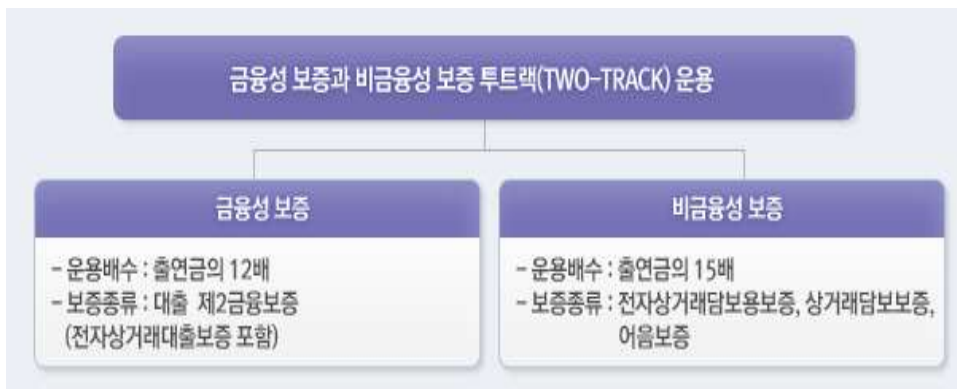 금융성 보증과 비금융성 보증 투트랙(TWO-TRACK) 운용
금융성 보증
- 운용배수 : 출연금의 12배
- 보증종류 : 대출 제2금융보증
(전자상거래대출보증 포함)
비금융성 보증
- 운용배수 : 출연금의 15배
- 보증종류 : 전자상거래담보용보증, 상거래담보보증,
어음보증